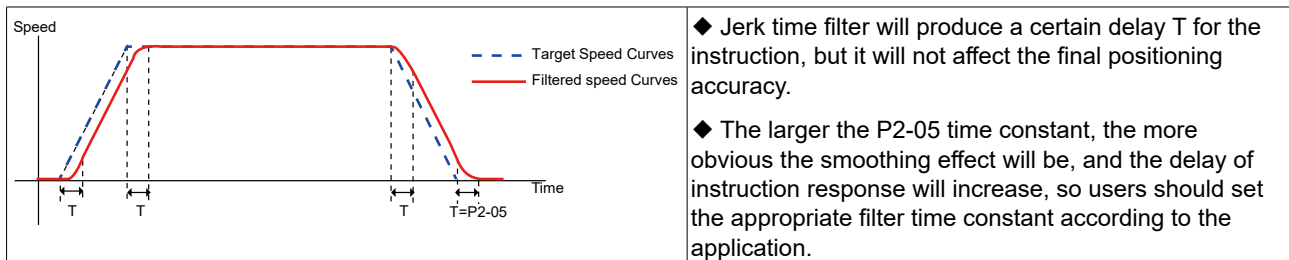 Speed
Target Speed Curves
Filtered speed Curves
Time
T
T
T
T=P2-05
◆ Jerk time filter will produce a certain delay T for the
instruction, but it will not affect the final positioning
accuracy.
◆ The larger the P2-05 time constant, the more
obvious the smoothing effect will be, and the delay of
instruction response will increase, so users should set
the appropriate filter time constant according to the
application.